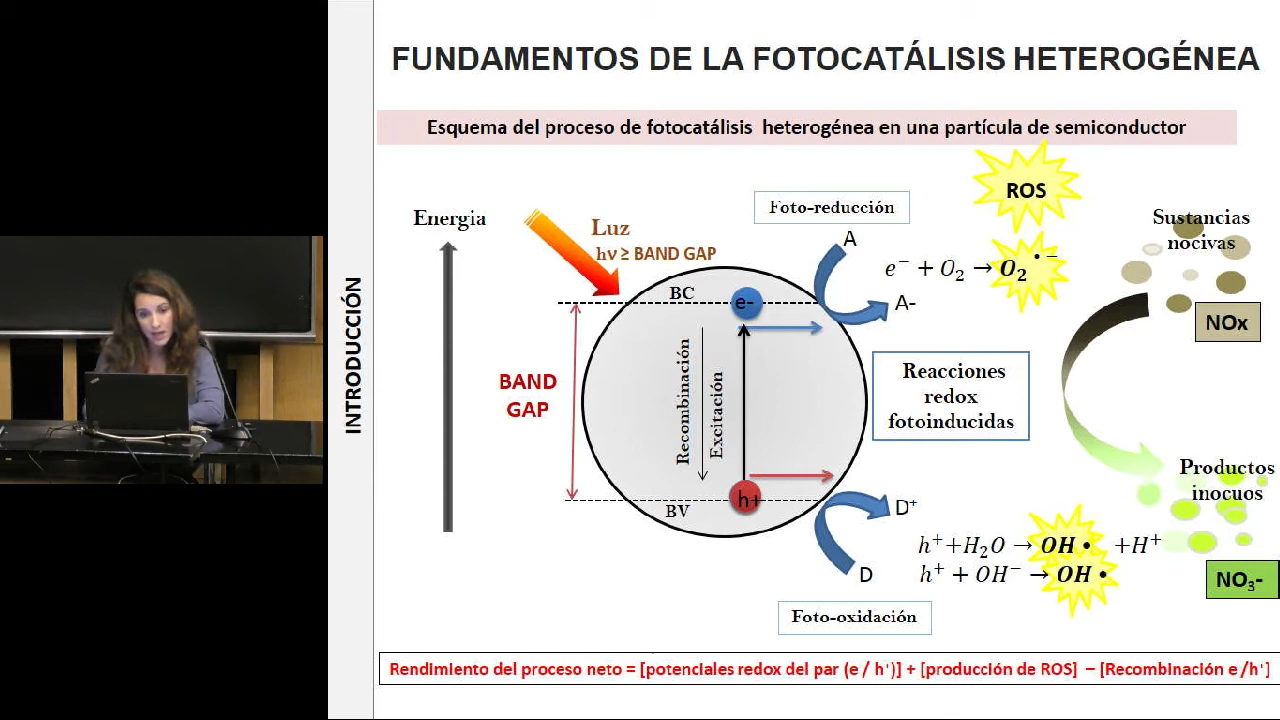 FUNDAMENTOS DE LA FOTOCATÁLISIS HETEROGÉNEA
Esquema del proceso de fotocatálisis heterogénea en una partícula de semiconductor
INTRODUCCIÓN
Energia
Luz
hν ≥ BAND GAP
Foto-reducción
ROS
Sustancias
nocivas
A
e⁻ + O₂ → O₂•⁻
BC
e-
A-
NOx
BAND
GAP
Recombinación
Excitación
Reacciones
redox
fotoinducidas
Productos
inocuos
h+
BV
D⁺
h⁺+H₂O → OH• +H⁺
h⁺ + OH⁻ → OH•
D
NO₃-
Foto-oxidación
Rendimiento del proceso neto = [potenciales redox del par (e⁻/ h⁺)] + [producción de ROS] – [Recombinación e⁻/h⁺]